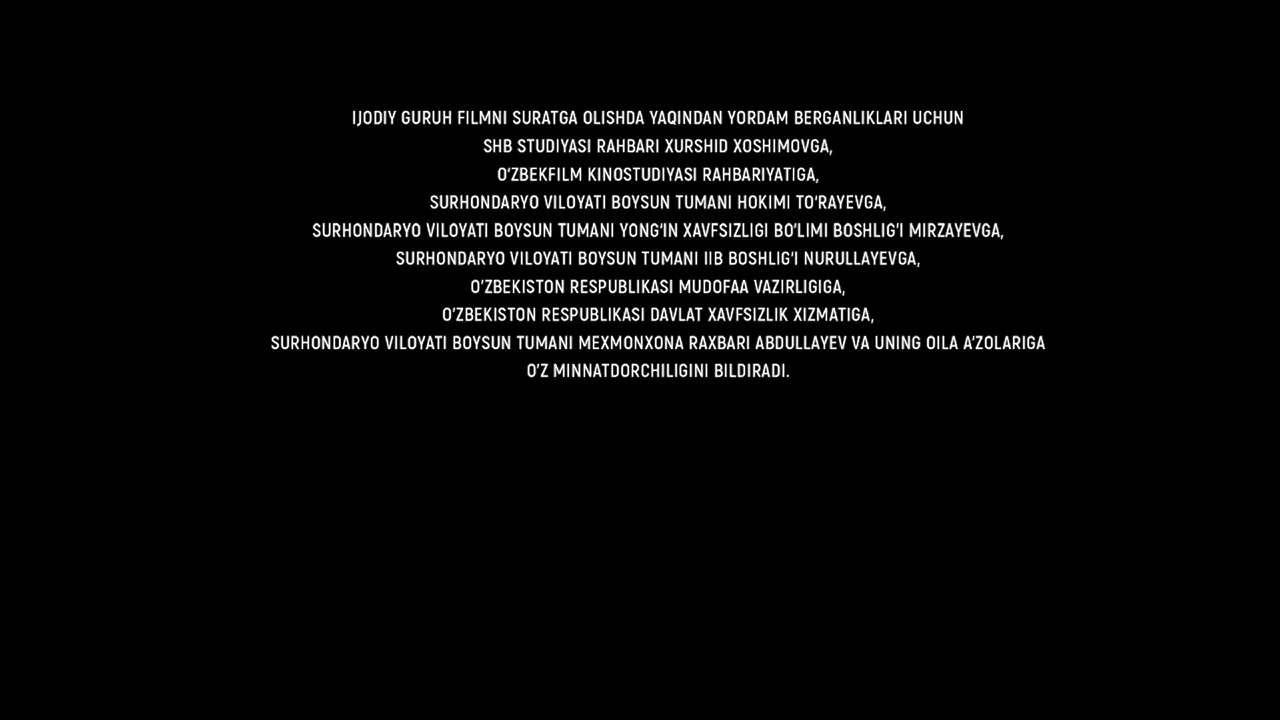 IJODIY GURUH FILMNI SURATGA OLISHDA YAQINDAN YORDAM BERGANLIKLARI UCHUN
SHB STUDIYASI RAHBARI XURSHID XOSHIMOVGA,
O‘ZBEKFILM KINOSTUDIYASI RAHBARIYATIGA,
SURHONDARYO VILOYATI BOYSUN TUMANI HOKIMI TO‘RAYEVGA,
SURHONDARYO VILOYATI BOYSUN TUMANI YONG‘IN XAVFSIZLIGI BO‘LIMI BOSHLIG‘I MIRZAYEVGA,
SURHONDARYO VILOYATI BOYSUN TUMANI IIB BOSHLIG‘I NURULLAYEVGA,
O’ZBEKISTON RESPUBLIKASI MUDOFAA VAZIRLIGIGA,
O’ZBEKISTON RESPUBLIKASI DAVLAT XAVFSIZLIK XIZMATIGA,
SURHONDARYO VILOYATI BOYSUN TUMANI MEXMONXONA RAXBARI ABDULLAYEV VA UNING OILA A’ZOLARIGA
O’Z MINNATDORCHILIGINI BILDIRADI.